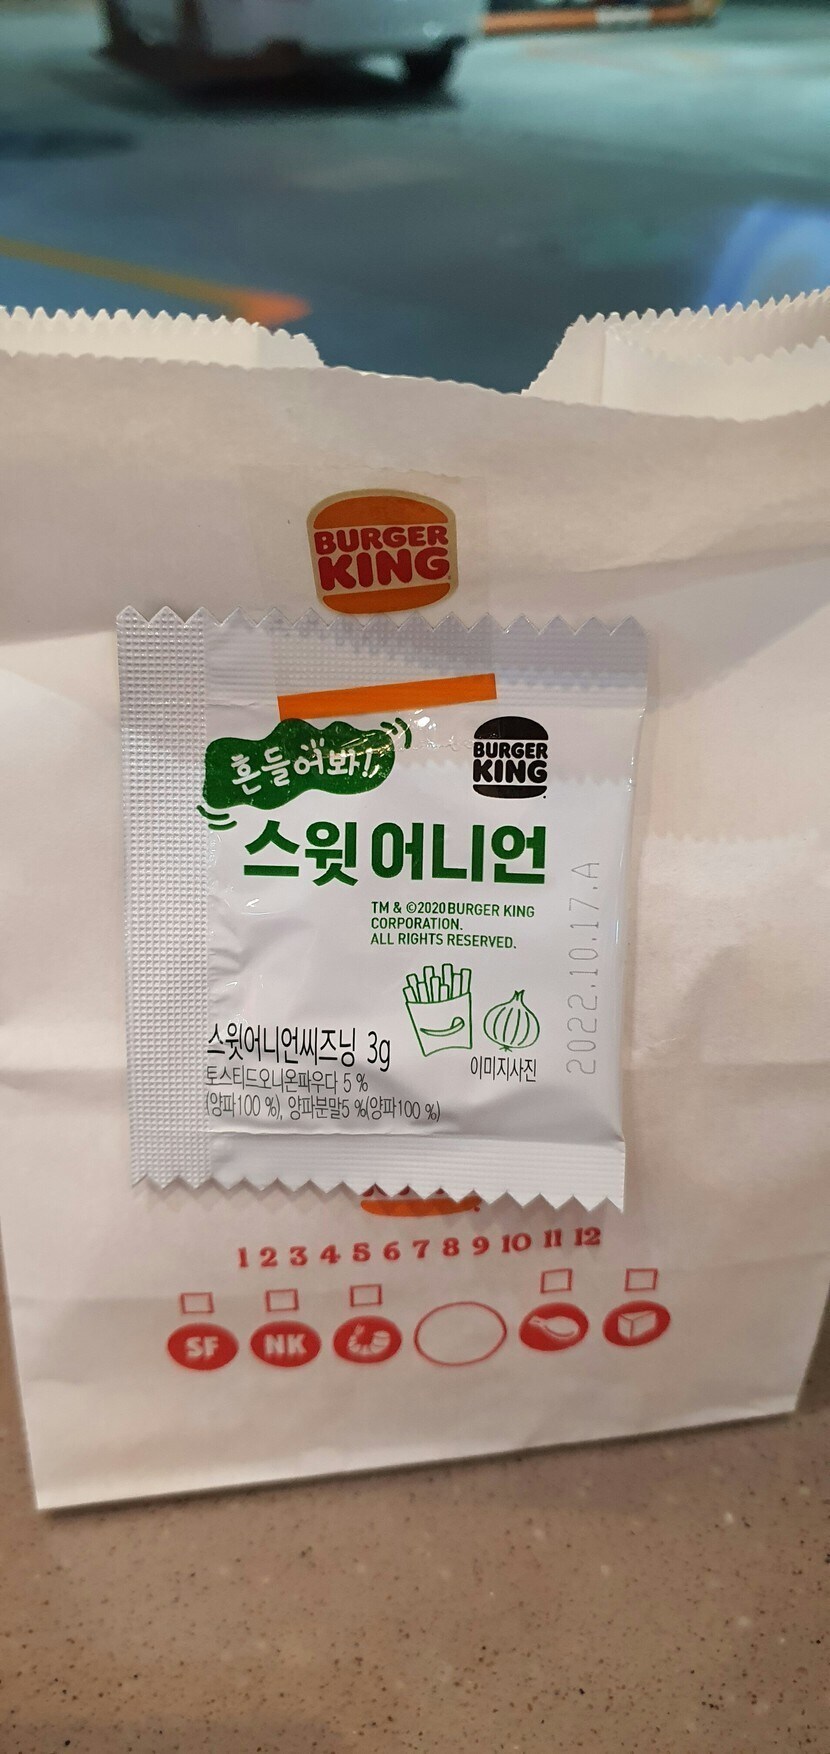 BURGER
KING
흔들어봐!
BURGER
KING
스윗 어니언
TM & ©2020 BURGER KING
CORPORATION.
ALL RIGHTS RESERVED.
2022.10.17.A
스윗어니언씨즈닝 3g
이미지사진
토스티드오니온파우다 5 %
(양파100 %), 양파분말5 %(양파100 %)
1 2 3 4 5 6 7 8 9 10 11 12
SF NK